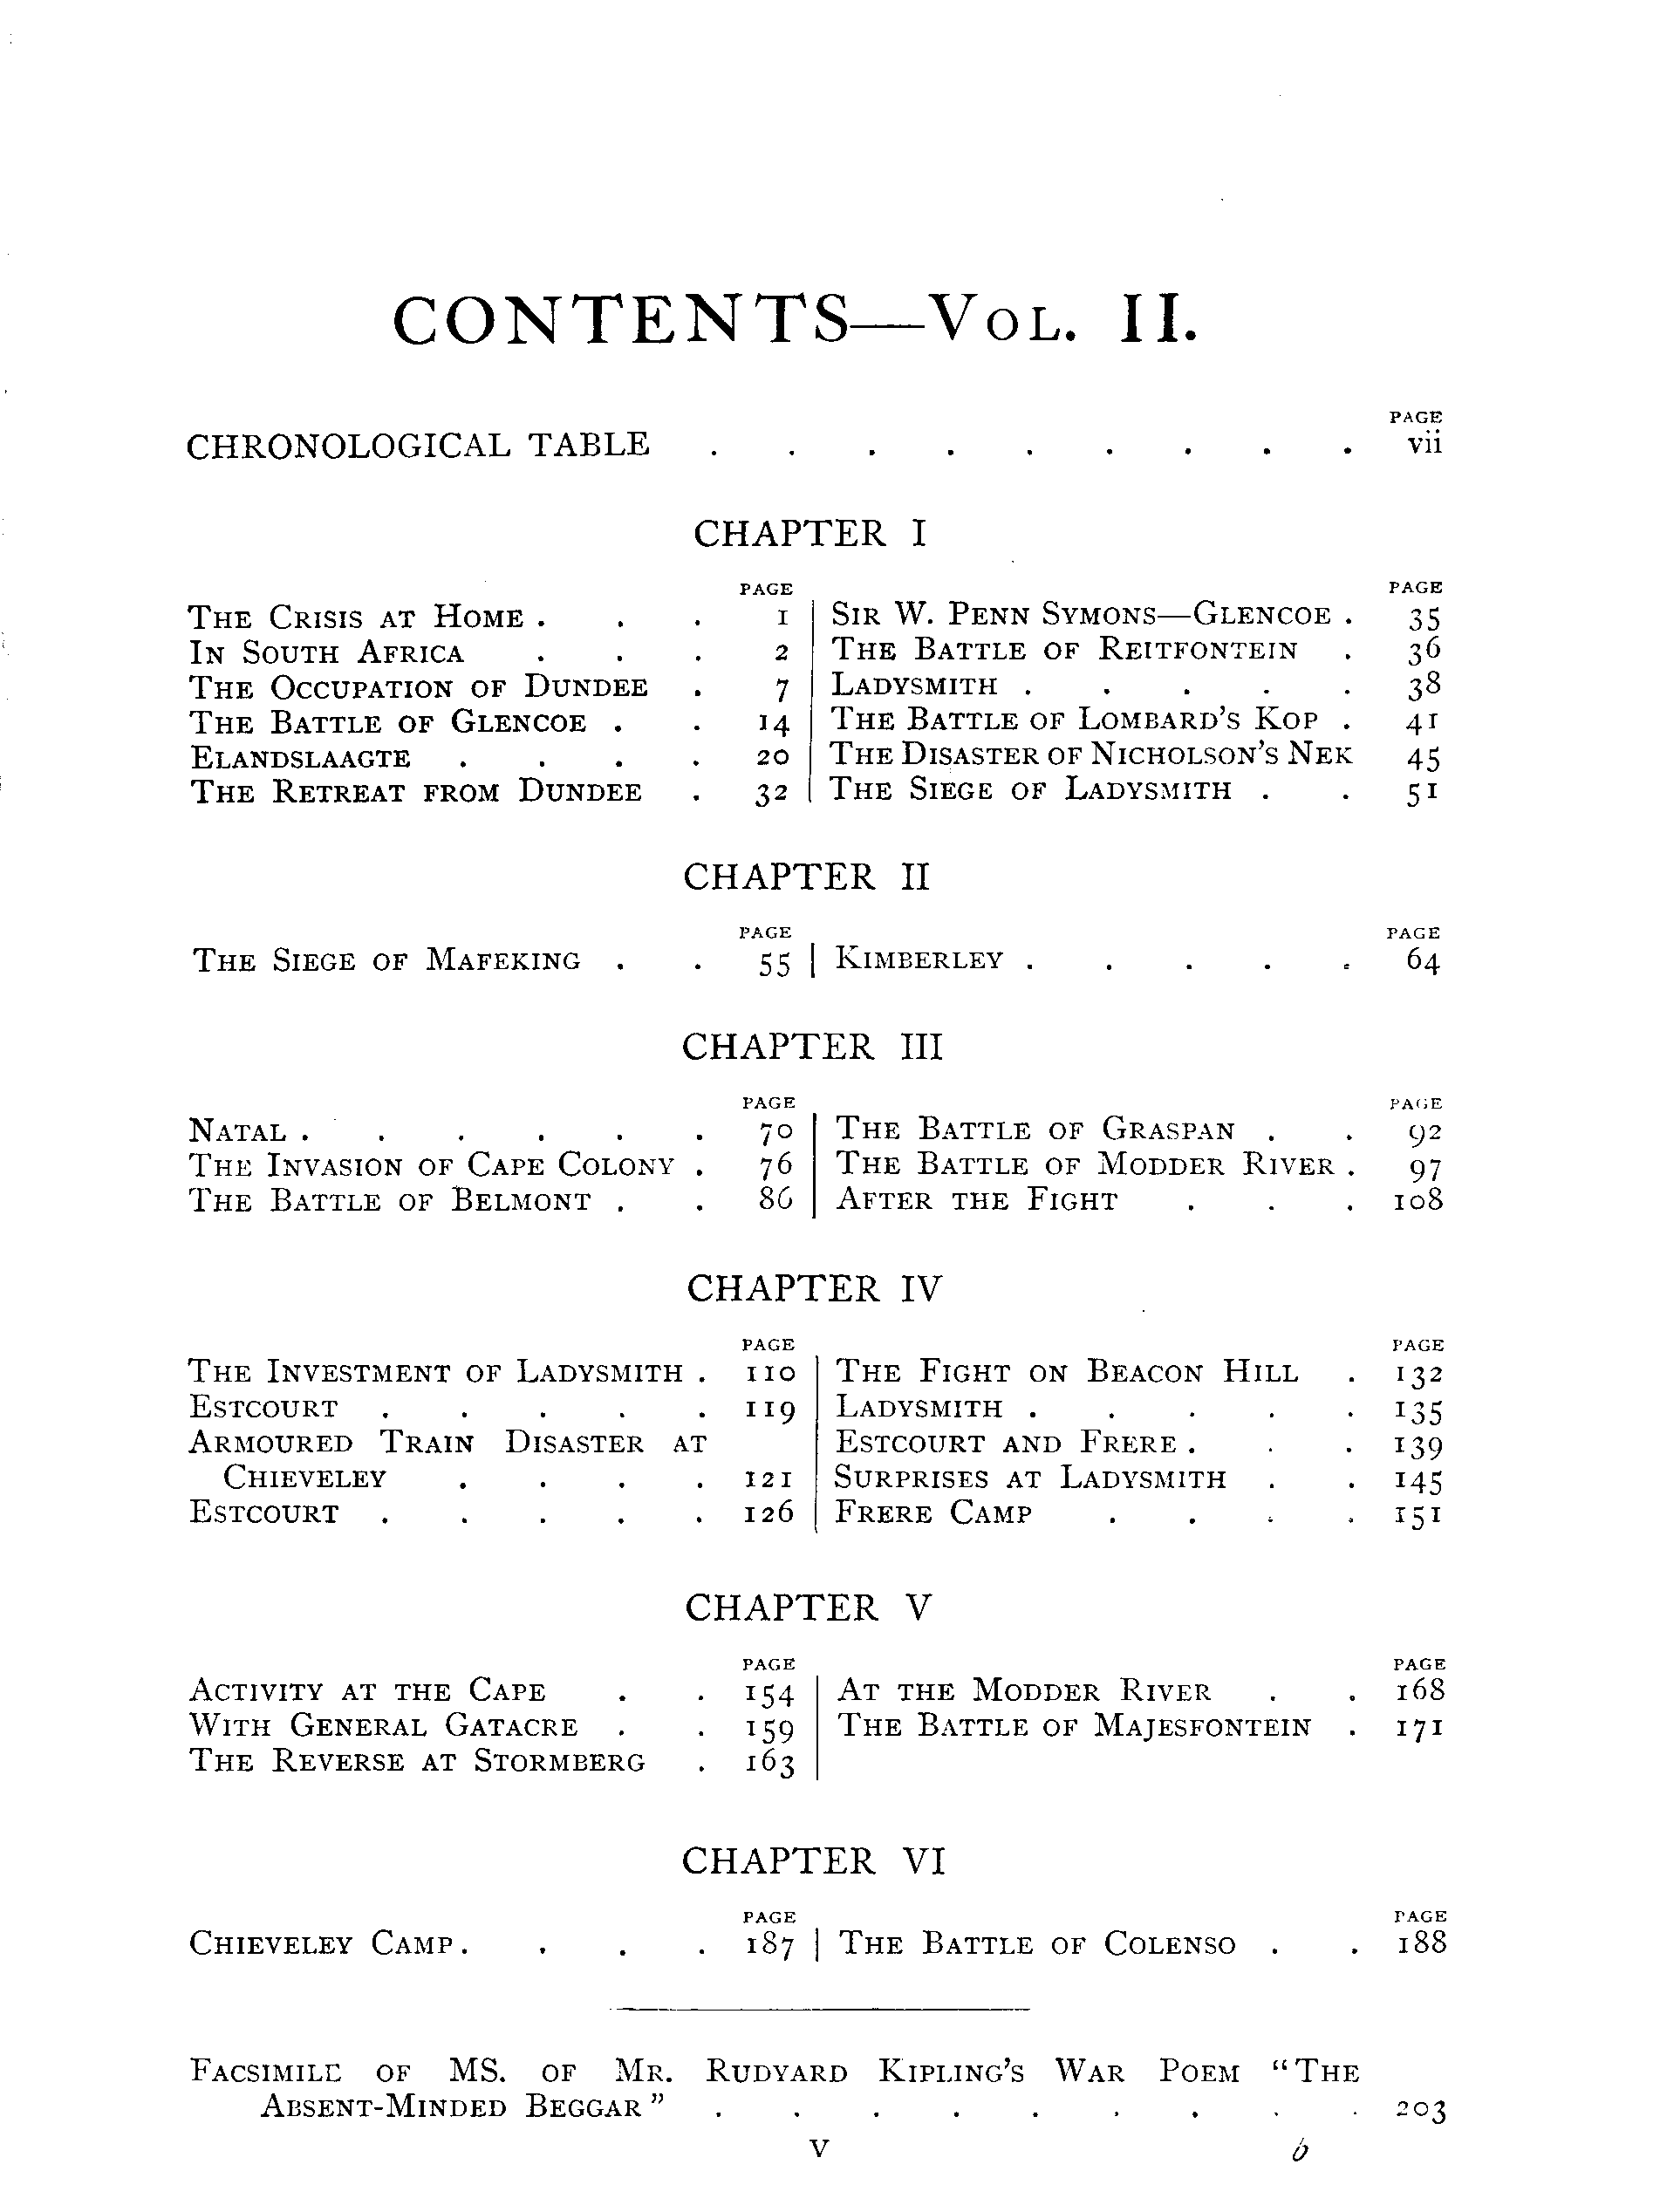 CONTENTS—Vol. II.
PAGE
CHRONOLOGICAL TABLE . . . . . . . . . vii
CHAPTER I
PAGE
The Crisis at Home . . . 1
In South Africa . . . 2
The Occupation of Dundee . 7
The Battle of Glencoe . . 14
Elandslaagte . . . . 20
The Retreat from Dundee . 32
PAGE
Sir W. Penn Symons—Glencoe . 35
The Battle of Reitfontein . 36
Ladysmith . . . . . 38
The Battle of Lombard's Kop . 41
The Disaster of Nicholson's Nek 45
The Siege of Ladysmith . . 51
CHAPTER II
PAGE
The Siege of Mafeking . . 55
PAGE
Kimberley . . . . . 64
CHAPTER III
PAGE
Natal . . . . . . 70
The Invasion of Cape Colony . 76
The Battle of Belmont . . 86
PAGE
The Battle of Graspan . . 92
The Battle of Modder River . 97
After the Fight . . . 108
CHAPTER IV
PAGE
The Investment of Ladysmith . 110
Estcourt . . . . . 119
Armoured Train Disaster at
Chieveley . . . . 121
Estcourt . . . . . 126
PAGE
The Fight on Beacon Hill . 132
Ladysmith . . . . . 135
Estcourt and Frere . . . 139
Surprises at Ladysmith . . 145
Frere Camp . . . . 151
CHAPTER V
PAGE
Activity at the Cape . . 154
With General Gatacre . . 159
The Reverse at Stormberg . 163
PAGE
At the Modder River . . 168
The Battle of Majesfontein . 171
CHAPTER VI
PAGE
Chieveley Camp . . . . 187
PAGE
The Battle of Colenso . . 188
Facsimile of MS. of Mr. Rudyard Kipling's War Poem "The
Absent-Minded Beggar" . . . . . . . . . 203
v b